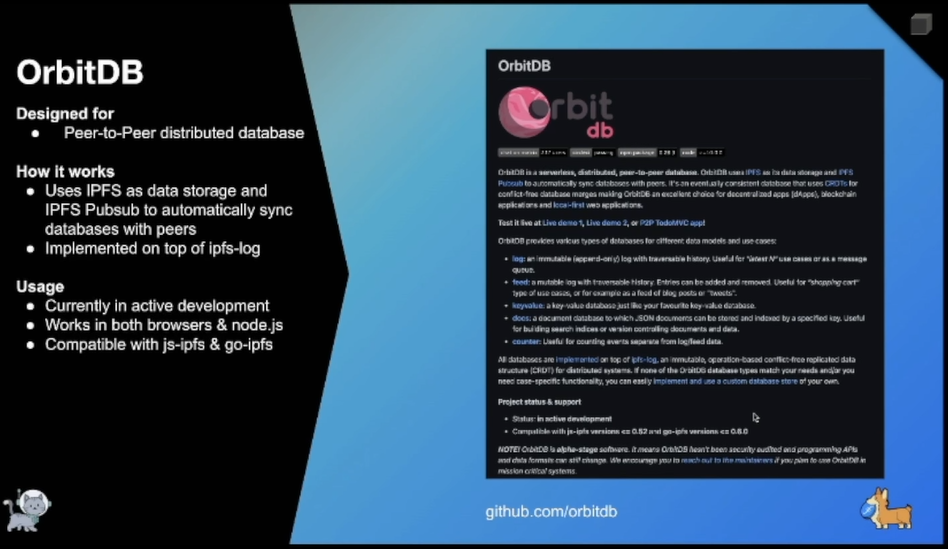 OrbitDB
Designed for
● Peer-to-Peer distributed database
How it works
● Uses IPFS as data storage and
IPFS Pubsub to automatically sync
databases with peers
● Implemented on top of ipfs-log
Usage
● Currently in active development
● Works in both browsers & node.js
● Compatible with js-ipfs & go-ipfs
OrbitDB
Orbit
db
OrbitDB is a serverless, distributed, peer-to-peer database. OrbitDB uses IPFS as its data storage and IPFS
Pubsub to automatically sync databases with peers. It's an eventually consistent database that uses CRDTs for
conflict-free database merges making OrbitDB an excellent choice for decentralized apps (dApps), blockchain
applications and local-first web applications.
Test it live at Live demo 1, Live demo 2, or P2P TodoMVC app!
OrbitDB provides various types of databases for different data models and use cases:
• log: an immutable (append-only) log with traversable history. Useful for "latest N" use cases or as a message
queue.
• feed: a mutable log with traversable history. Entries can be added and removed. Useful for "shopping cart"
type of use cases, or for example as a feed of blog posts or "tweets".
• keyvalue: a key-value database just like your favourite key-value database.
• docs: a document database to which JSON documents can be stored and indexed by a specified key. Useful
for building search indices or version controlling documents and data.
• counter: Useful for counting events separate from log/feed data.
All databases are implemented on top of ipfs-log, an immutable, operation-based conflict-free replicated data
structure (CRDT) for distributed systems. If none of the OrbitDB database types match your needs and/or you
need case-specific functionality, you can easily implement and use a custom database store of your own.
Project status & support
• Status: in active development
• Compatible with js-ipfs versions <= 0.52 and go-ipfs versions <= 0.6.0
NOTE! OrbitDB is alpha-stage software. It means OrbitDB hasn't been security audited and programming APIs
and data formats can still change. We encourage you to reach out to the maintainers if you plan to use OrbitDB in
mission critical systems.
github.com/orbitdb